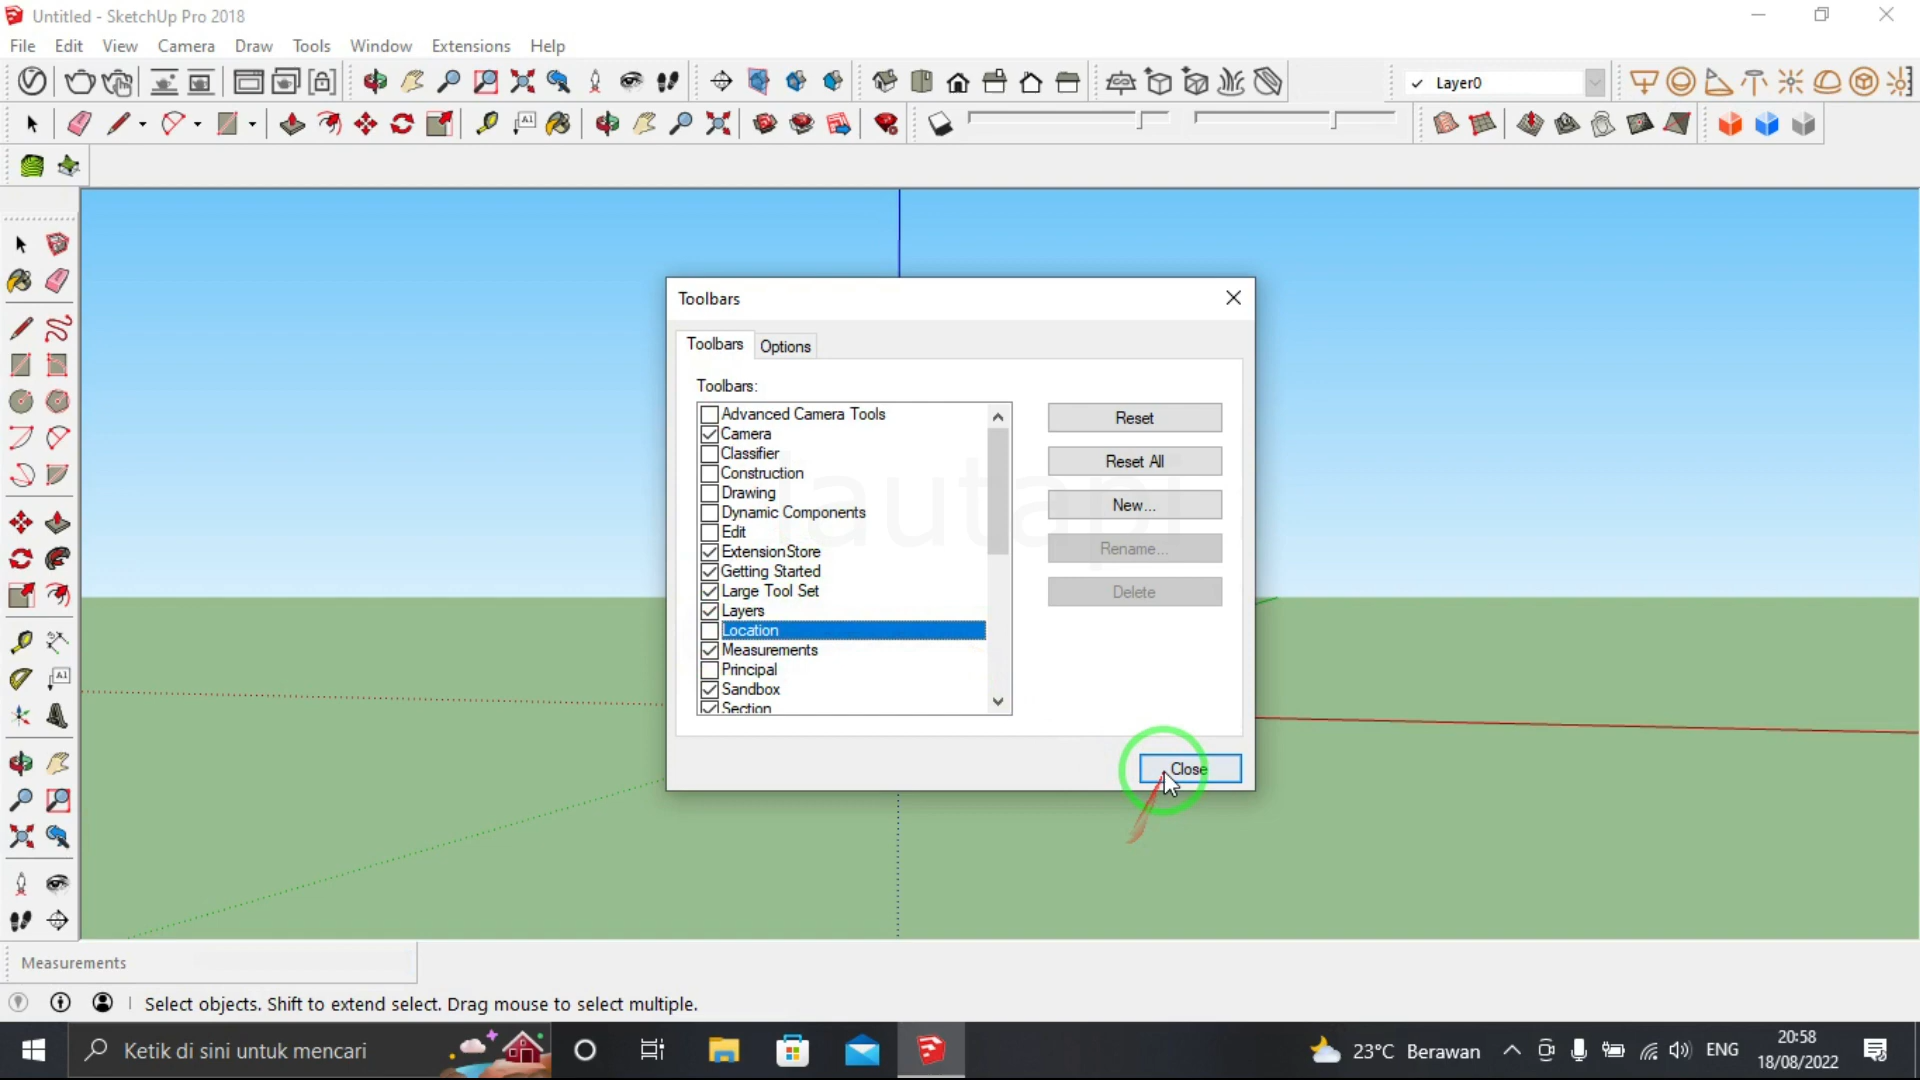 Untitled - SketchUp Pro 2018
File Edit View Camera Draw Tools Window Extensions Help
Layer0
A1
Toolbars
Toolbars Options
Toolbars:
Advanced Camera Tools
Camera
Classifier
Construction
Drawing
Dynamic Components
Edit
ExtensionStore
Getting Started
Large Tool Set
Layers
Location
Measurements
Principal
Sandbox
Section
Reset
Reset All
New...
Rename...
Delete
Close
lautapi
A1
Measurements
Select objects. Shift to extend select. Drag mouse to select multiple.
Ketik di sini untuk mencari
23°C Berawan
ENG
20:58
18/08/2022